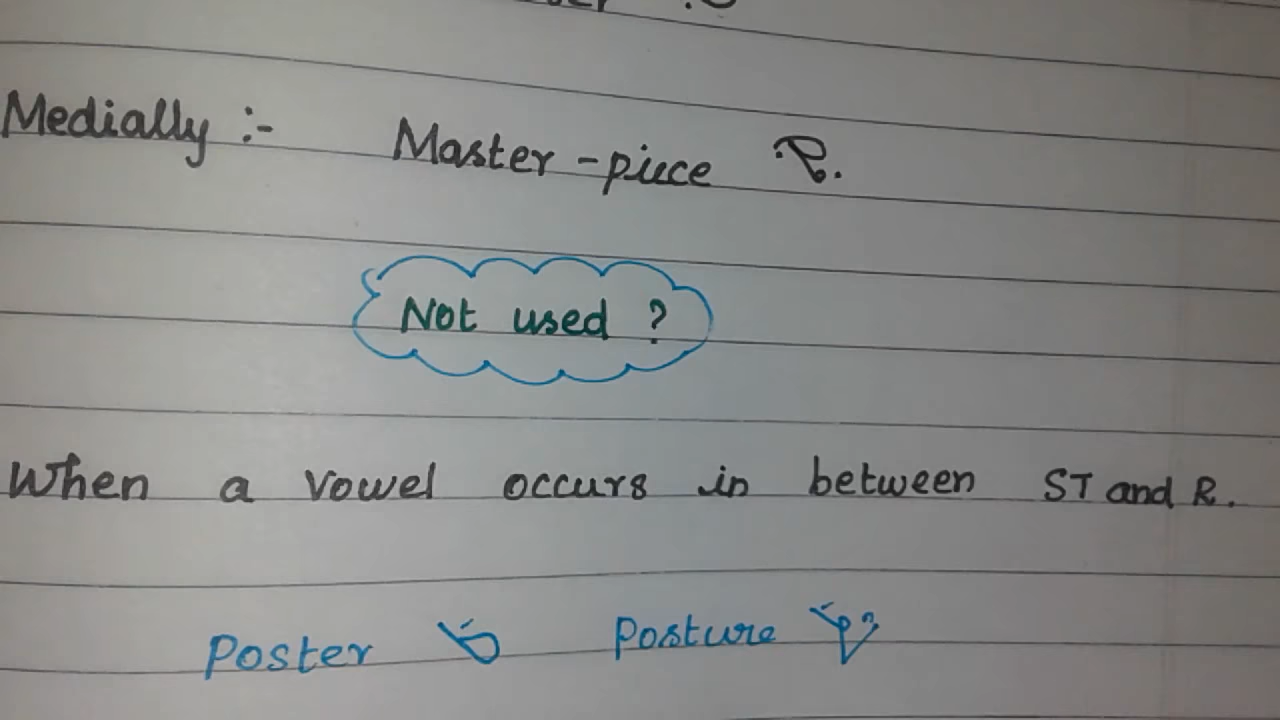 Medially :- Master-piece
Not used ?
When a vowel occurs in between ST and R.
Poster Posture